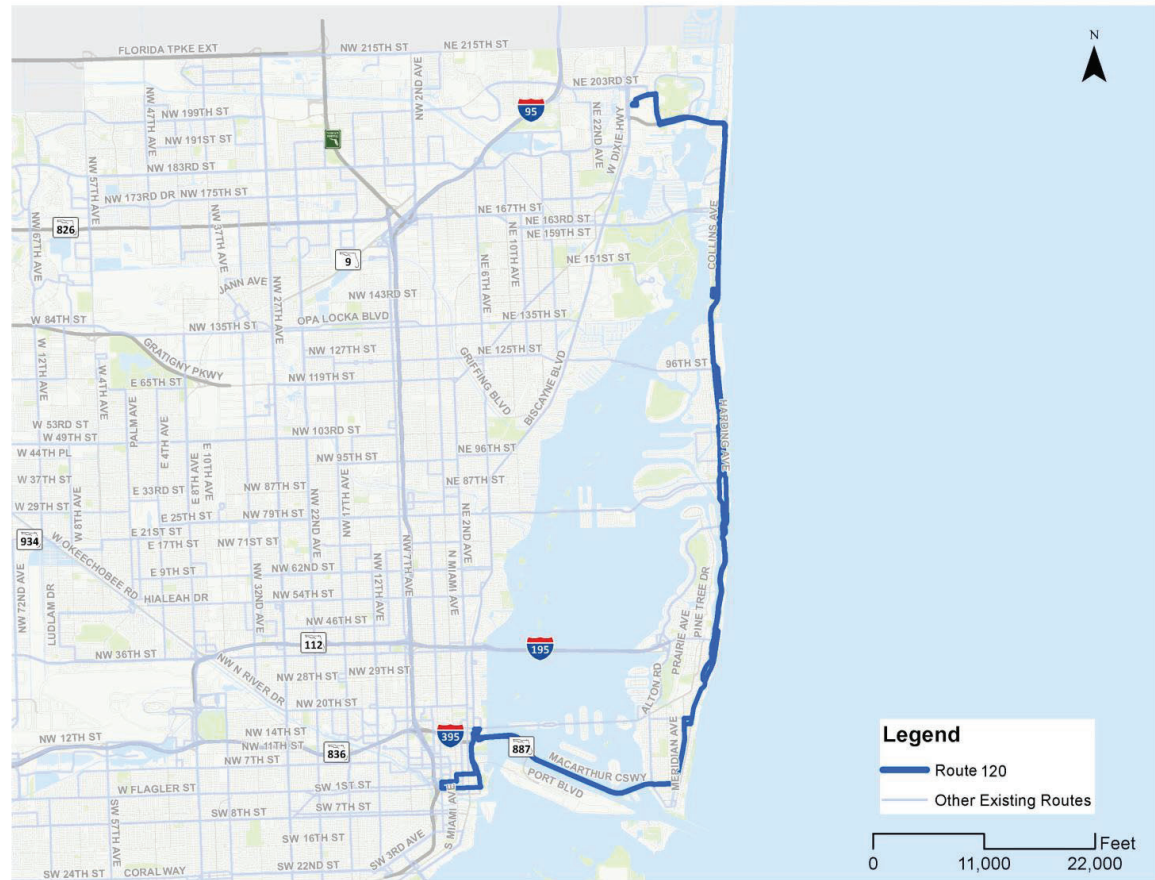 N
FLORIDA TPKE EXT
NW 215TH ST
NE 215TH ST
NW 2ND AVE
NE 203RD ST
95
NW 47TH AVE
NW 199TH ST
NE 22ND AVE
W DIXIE HWY
NW 191ST ST
NW 57TH AVE
NW 183RD ST
NW 173RD DR
NW 175TH ST
NW 67TH AVE
826
NW 37TH AVE
NE 167TH ST
NE 163RD ST
NE 159TH ST
NE 10TH AVE
9
NE 151ST ST
COLLINS AVE
NE 6TH AVE
JANN AVE
NW 27TH AVE
NW 143RD ST
W 84TH ST
NW 135TH ST
OPA LOCKA BLVD
NE 135TH ST
W 12TH AVE
GRATIGNY PKWY
NW 127TH ST
NE 125TH ST
GRIFFING BLVD
BISCAYNE BLVD
96TH ST
W 4TH AVE
E 65TH ST
NW 119TH ST
PALM AVE
HARDING AVE
W 53RD ST
W 49TH ST
E 4TH AVE
E 8TH AVE
E 10TH AVE
NW 103RD ST
W 44TH PL
NW 95TH ST
NE 96TH ST
W 37TH ST
W 8TH AVE
E 33RD ST
NW 87TH ST
NW 22ND AVE
NW 17TH AVE
NE 87TH ST
W 29TH ST
E 25TH ST
NW 79TH ST
NE 2ND AVE
E 21ST ST
934
W OKEECHOBEE RD
E 17TH ST
NW 71ST ST
NW 72ND AVE
LUDLAM DR
E 9TH ST
NW 32ND AVE
NW 62ND ST
NW 12TH AVE
NW 7TH AVE
N MIAMI AVE
PINE TREE DR
PRAIRIE AVE
HIALEAH DR
NW 54TH ST
NW 46TH ST
NW 36TH ST
112
195
NW N RIVER DR
NW 28TH ST
NW 29TH ST
ALTON RD
NW 20TH ST
NW 12TH ST
NW 14TH ST
NW 11TH ST
836
395
887
NW 7TH ST
MACARTHUR CSWY
MERIDIAN AVE
PORT BLVD
W FLAGLER ST
SW 1ST ST
SW 57TH AVE
SW 8TH ST
SW 7TH ST
S MIAMI AVE
SW 16TH ST
SW 3RD AVE
SW 24TH ST
CORAL WAY
SW 22ND ST
Legend
Route 120
Other Existing Routes
Feet
0
11,000
22,000